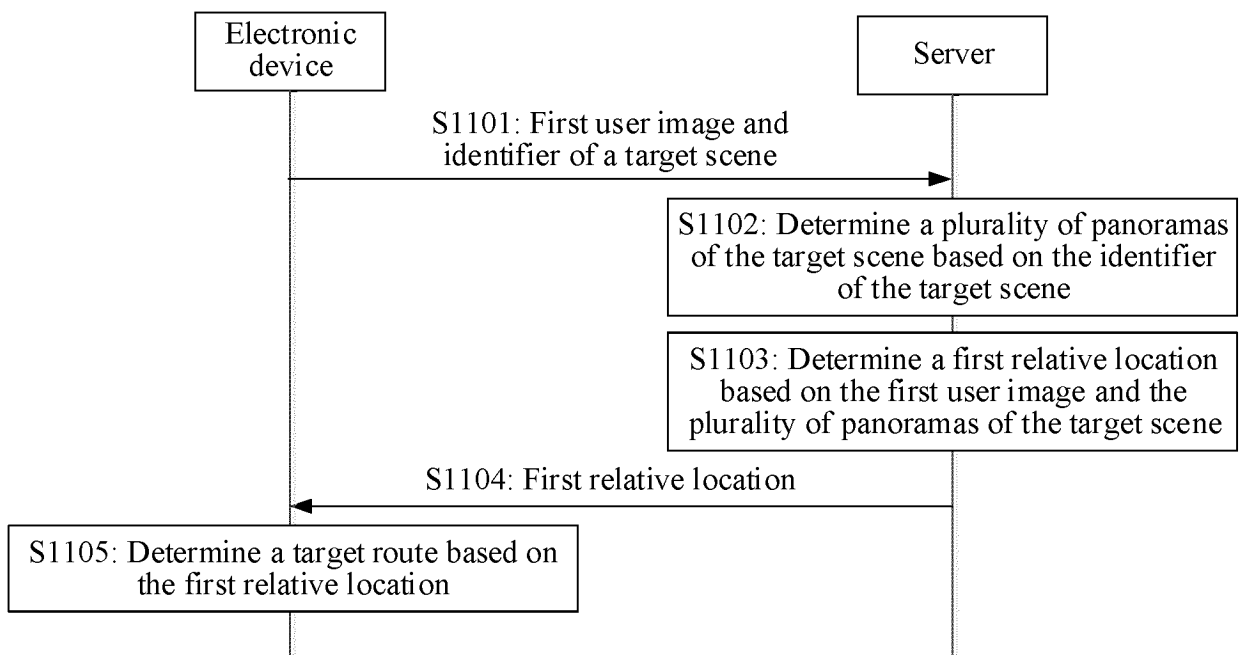 Electronic
device
Server
S1101: First user image and
identifier of a target scene
S1102: Determine a plurality of panoramas
of the target scene based on the identifier
of the target scene
S1103: Determine a first relative location
based on the first user image and the
plurality of panoramas of the target scene
S1104: First relative location
S1105: Determine a target route based on
the first relative location